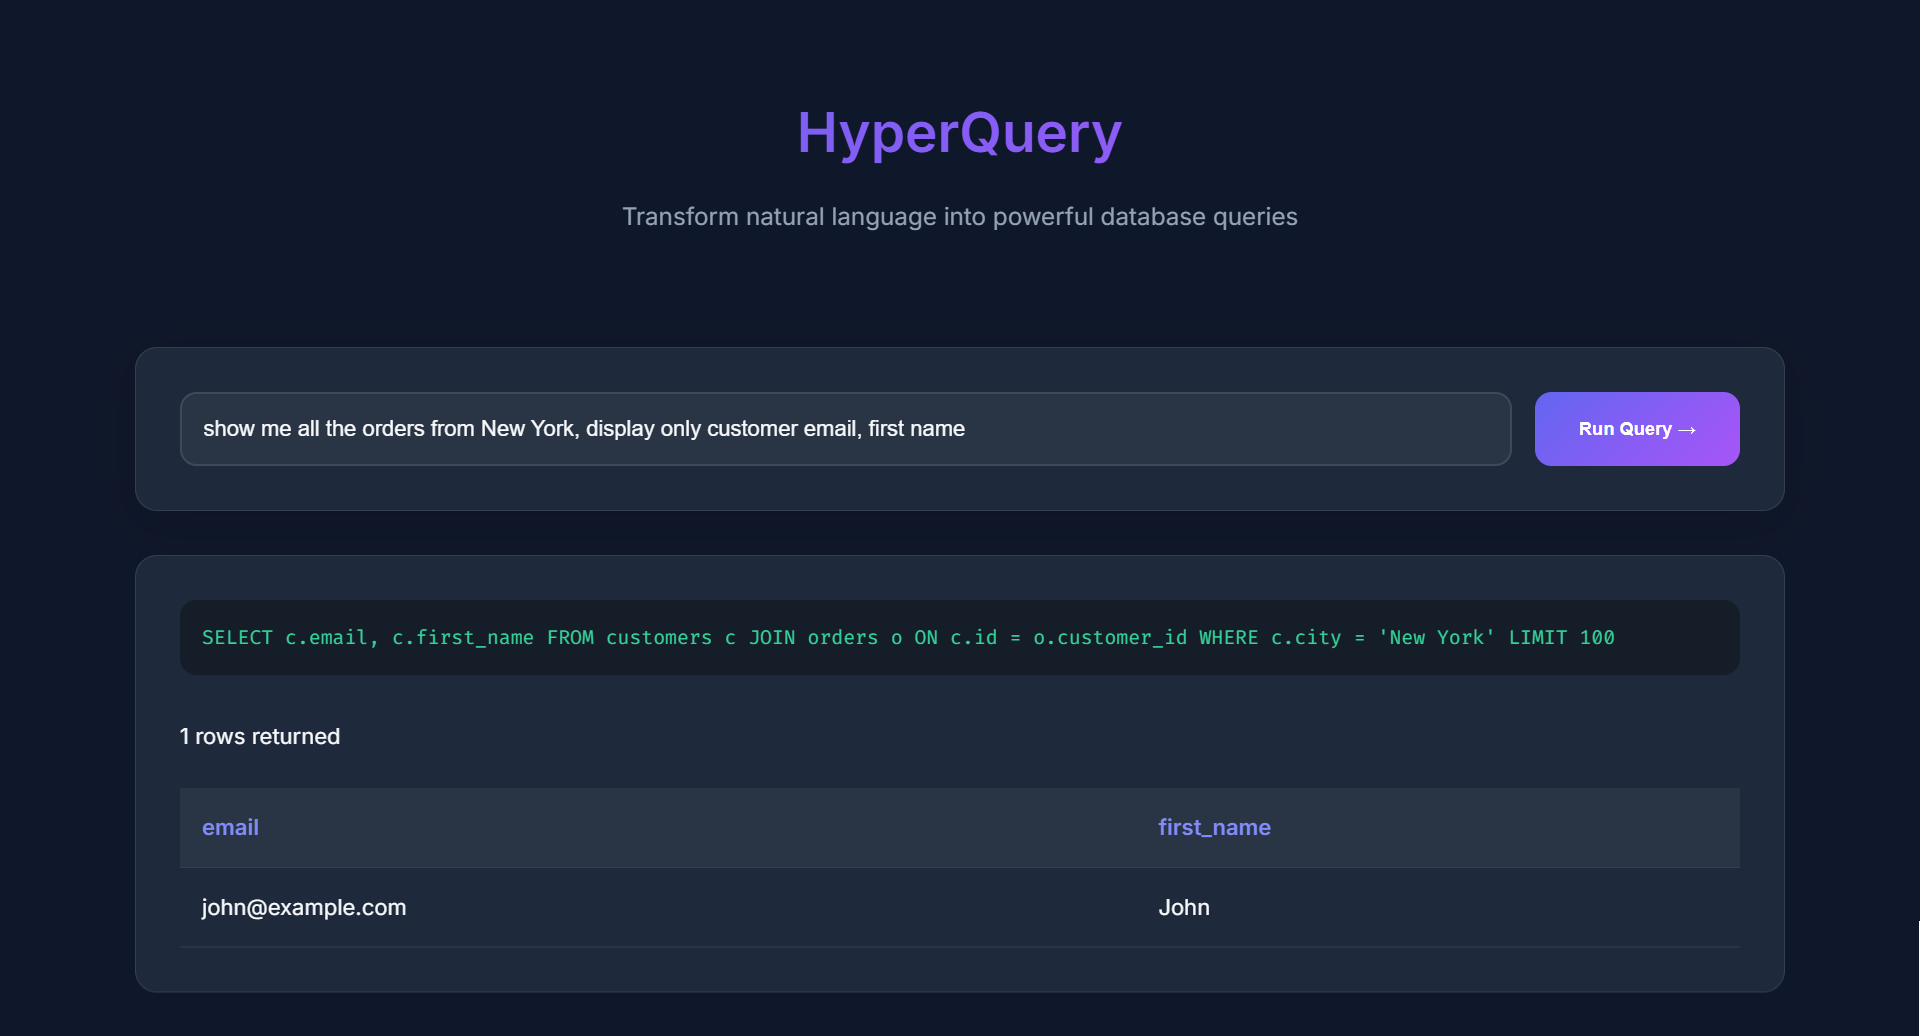 HyperQuery
Transform natural language into powerful database queries
show me all the orders from New York, display only customer email, first name
Run Query →
SELECT c.email, c.first_name FROM customers c JOIN orders o ON c.id = o.customer_id WHERE c.city = 'New York' LIMIT 100
1 rows returned
email first_name
john@example.com John